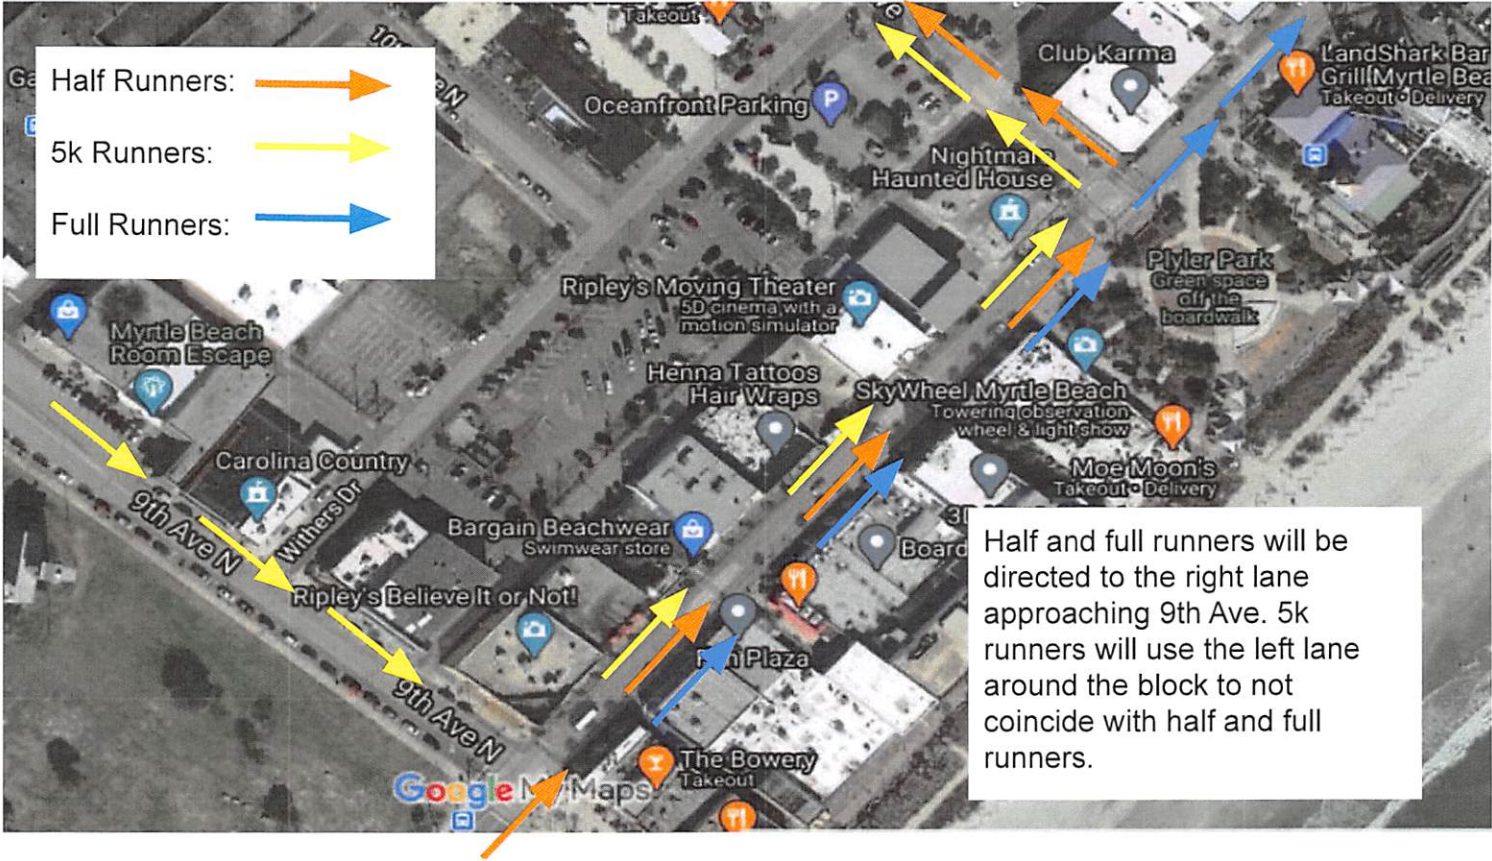 Half Runners:
5k Runners:
Full Runners:
Takeout
Club Karma
LandShark Bar
Grill Myrtle Bea
Takeout • Delivery
Oceanfront Parking
P
Nightmare
Haunted House
Plyler Park
Green space
off the
boardwalk
Ripley's Moving Theater
5D cinema with a
motion simulator
Myrtle Beach
Room Escape
Henna Tattoos
Hair Wraps
SkyWheel Myrtle Beach
Towering observation
wheel & light show
Moe Moon's
Takeout • Delivery
Carolina Country
9th Ave N
Withers Dr
Bargain Beachwear
Swimwear store
Board
Ripley's Believe It or Not!
Plaza
9th Ave N
The Bowery
Takeout
Google My Maps
Half and full runners will be
directed to the right lane
approaching 9th Ave. 5k
runners will use the left lane
around the block to not
coincide with half and full
runners.